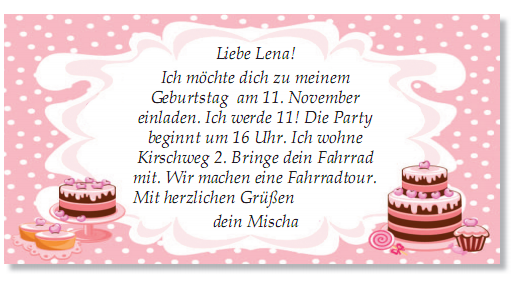 Liebe Lena!
Ich möchte dich zu meinem
Geburtstag am 11. November
einladen. Ich werde 11! Die Party
beginnt um 16 Uhr. Ich wohne
Kirschweg 2. Bringe dein Fahrrad
mit. Wir machen eine Fahrradtour.
Mit herzlichen Grüßen
dein Mischa